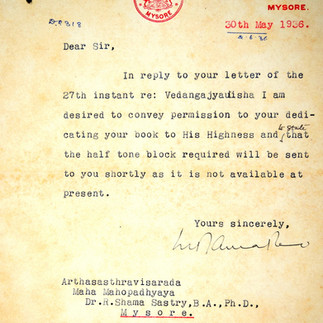 MYSORE.
MYSORE.
30th May 1936.
Dear Sir,
In reply to your letter of the
27th instant re: Vedangajyautisha I am
desired to convey permission to your dedi-
cating your book to His Highness and to state that
the half tone block required will be sent
to you shortly as it is not available at
present.
Yours sincerely,
Arthasasthravisarada
Maha Mahopadhyaya
Dr.R.Shama Sastry,B.A.,Ph.D.,
Mysore.